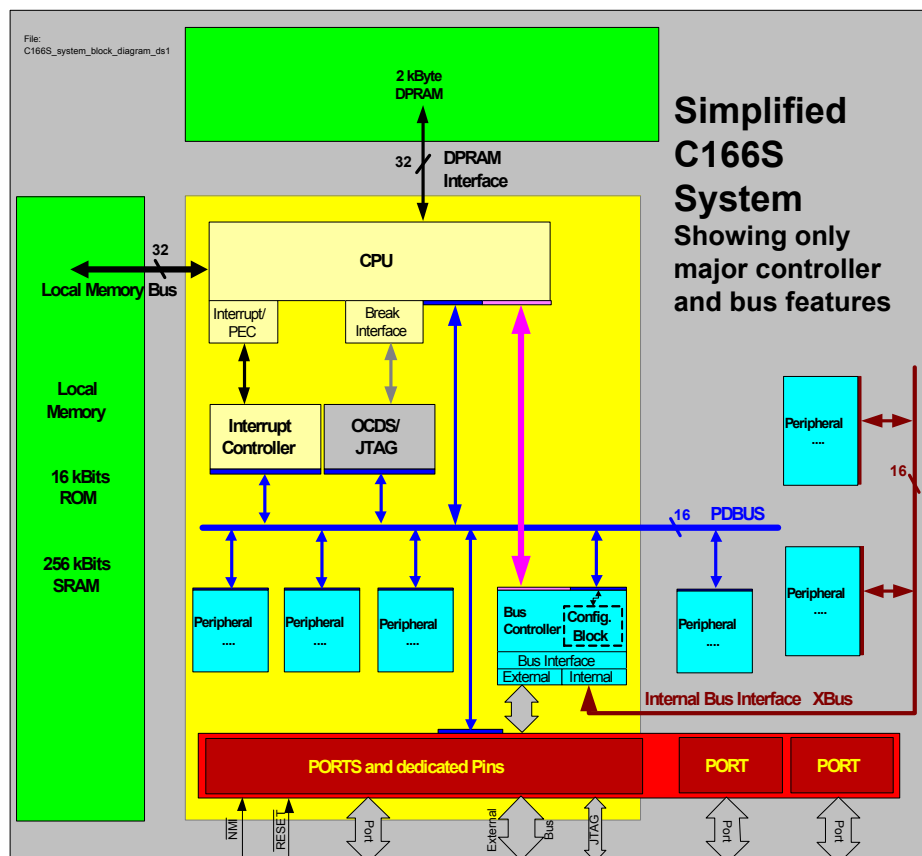 File:
C166S_system_block_diagram_ds1
2 kByte
DPRAM
Simplified
C166S
System
Showing only
major controller
and bus features
32
DPRAM
Interface
32
Local Memory Bus
CPU
Interrupt/
PEC
Break
Interface
Local
Memory
16 kBits
ROM
256 kBits
SRAM
Interrupt
Controller
OCDS/
JTAG
Peripheral
....
16
16
PDBUS
Peripheral
....
Peripheral
....
Peripheral
....
Peripheral
....
Bus
Controller
Config.
Block
Bus Interface
External
Internal
Peripheral
....
Internal Bus Interface XBus
PORTS and dedicated Pins
PORT
PORT
NMI
RESET
Port
External
Bus
JTAG
Port
Port